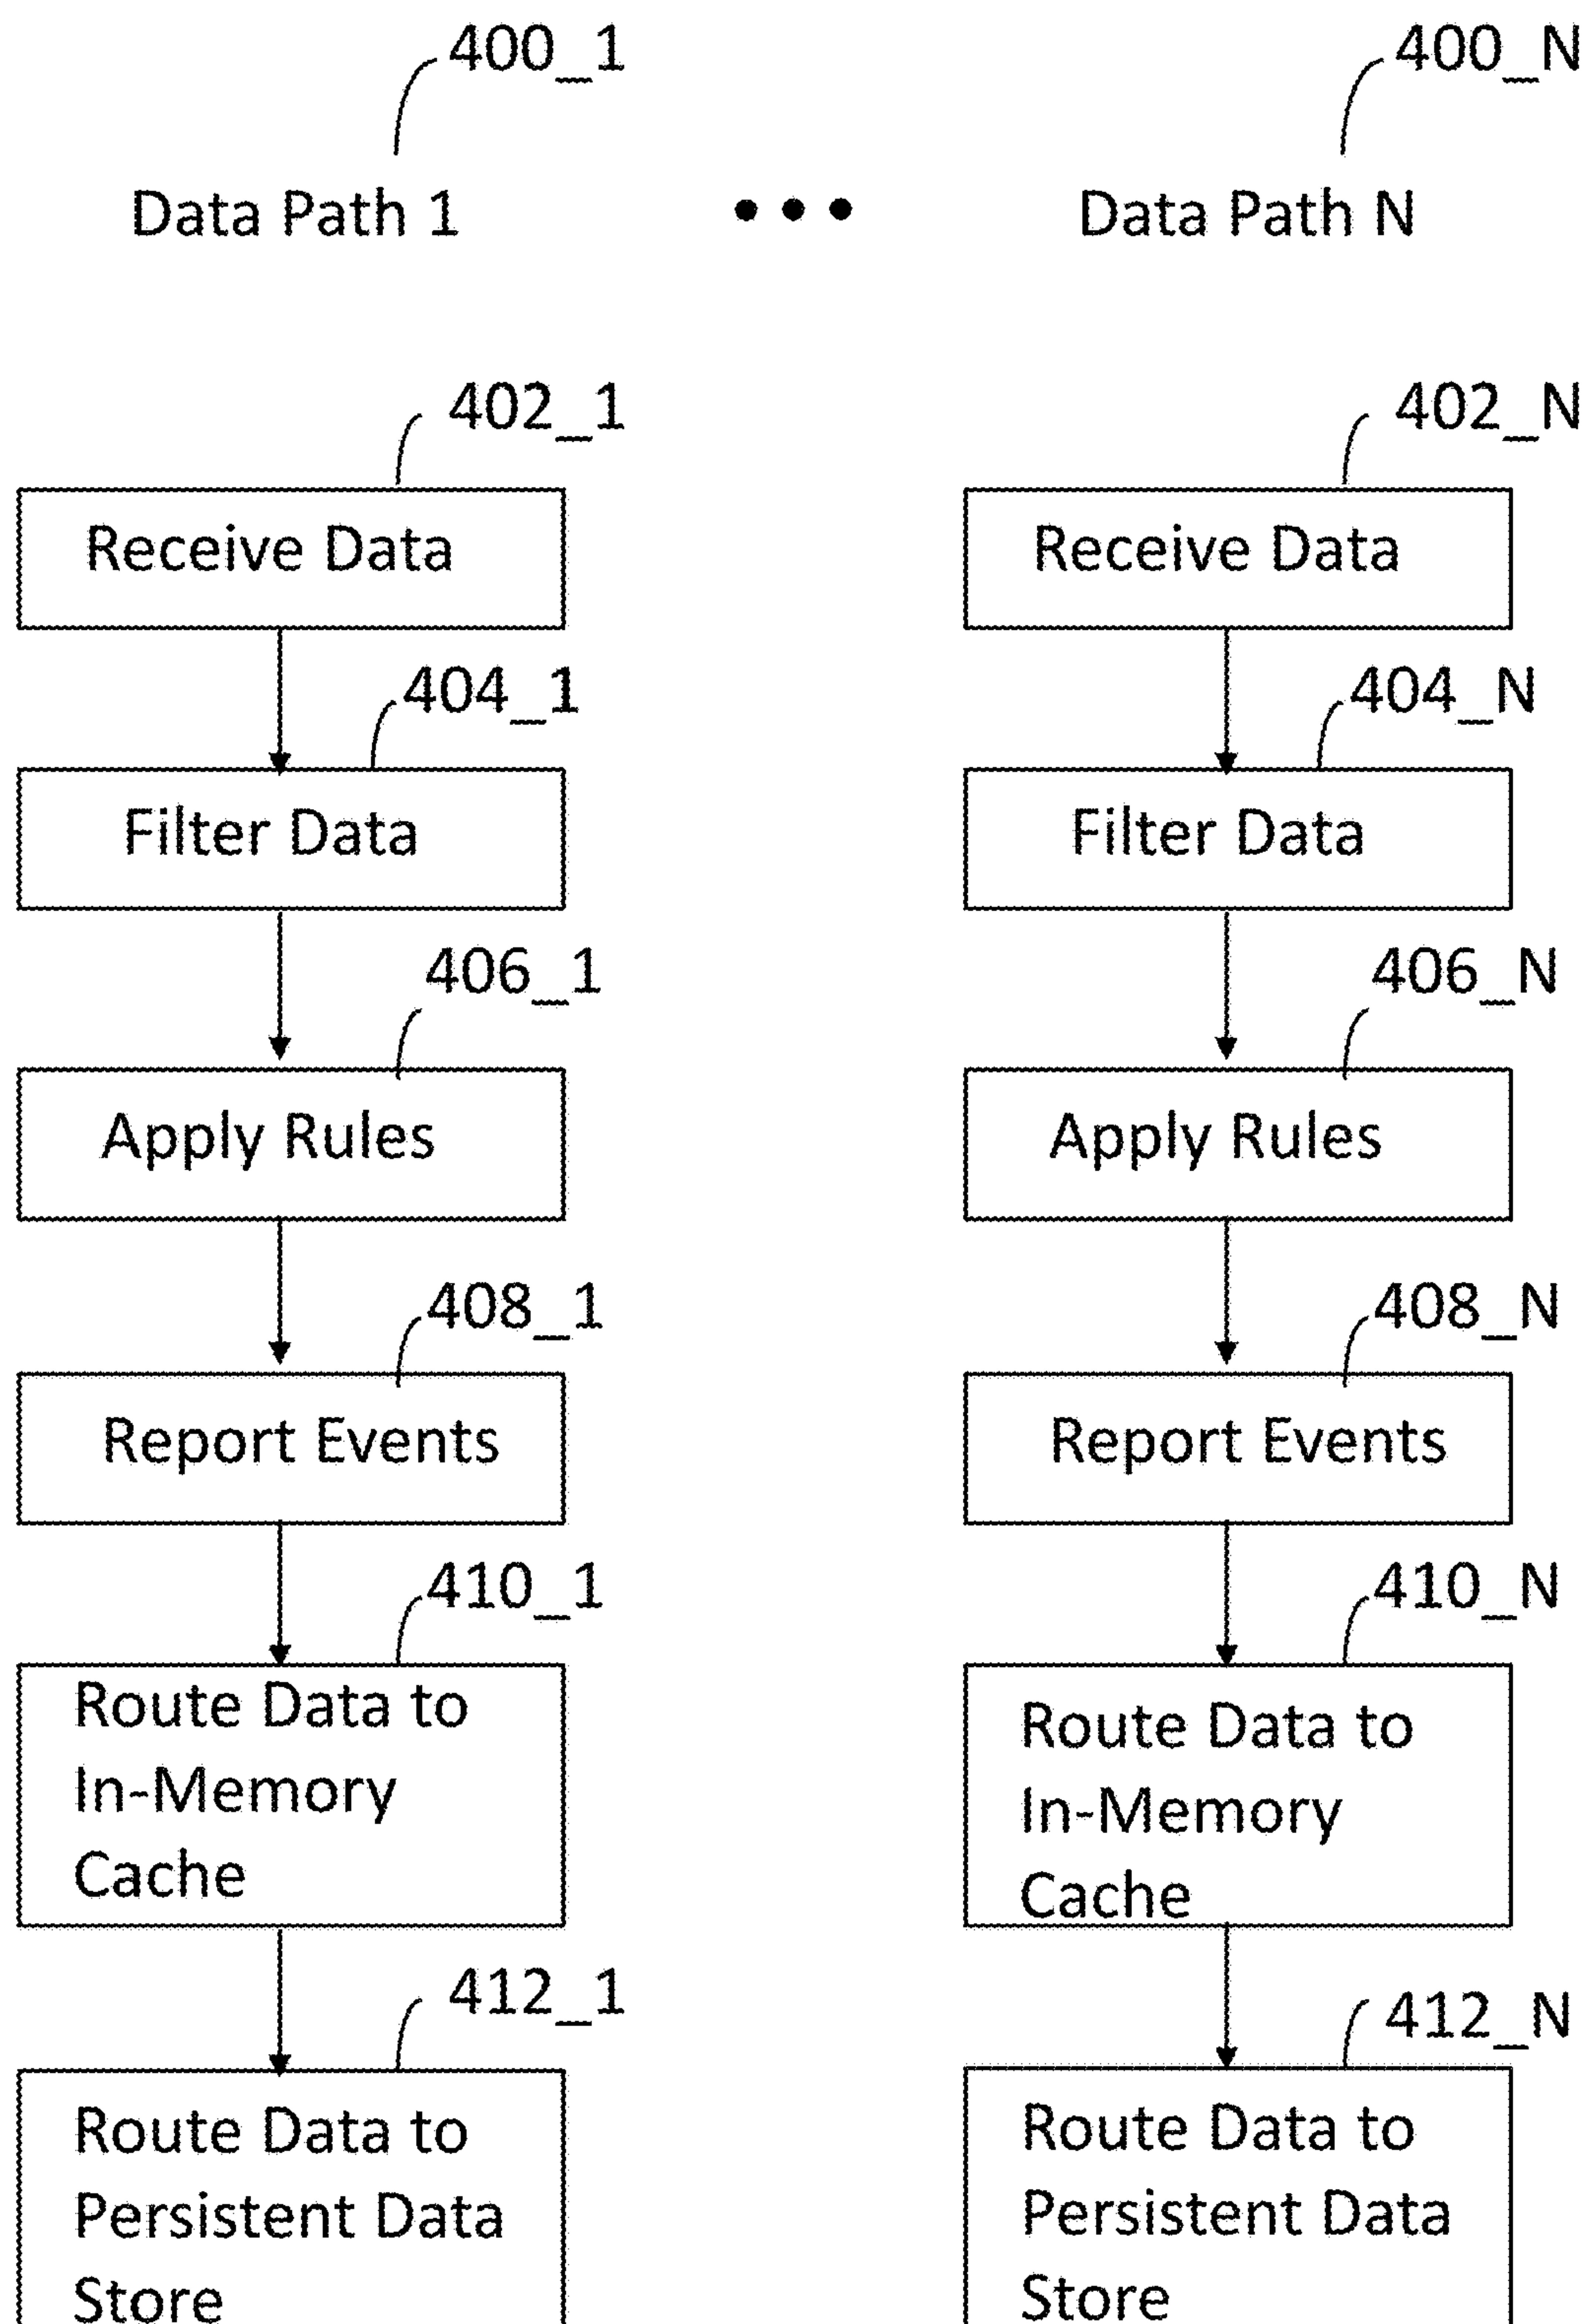 400_1
400_N
Data Path 1
• • •
Data Path N
402_1
402_N
Receive Data
Receive Data
404_1
404_N
Filter Data
Filter Data
406_1
406_N
Apply Rules
Apply Rules
408_1
408_N
Report Events
Report Events
410_1
410_N
Route Data to
In-Memory
Cache
Route Data to
In-Memory
Cache
412_1
412_N
Route Data to
Persistent Data
Store
Route Data to
Persistent Data
Store